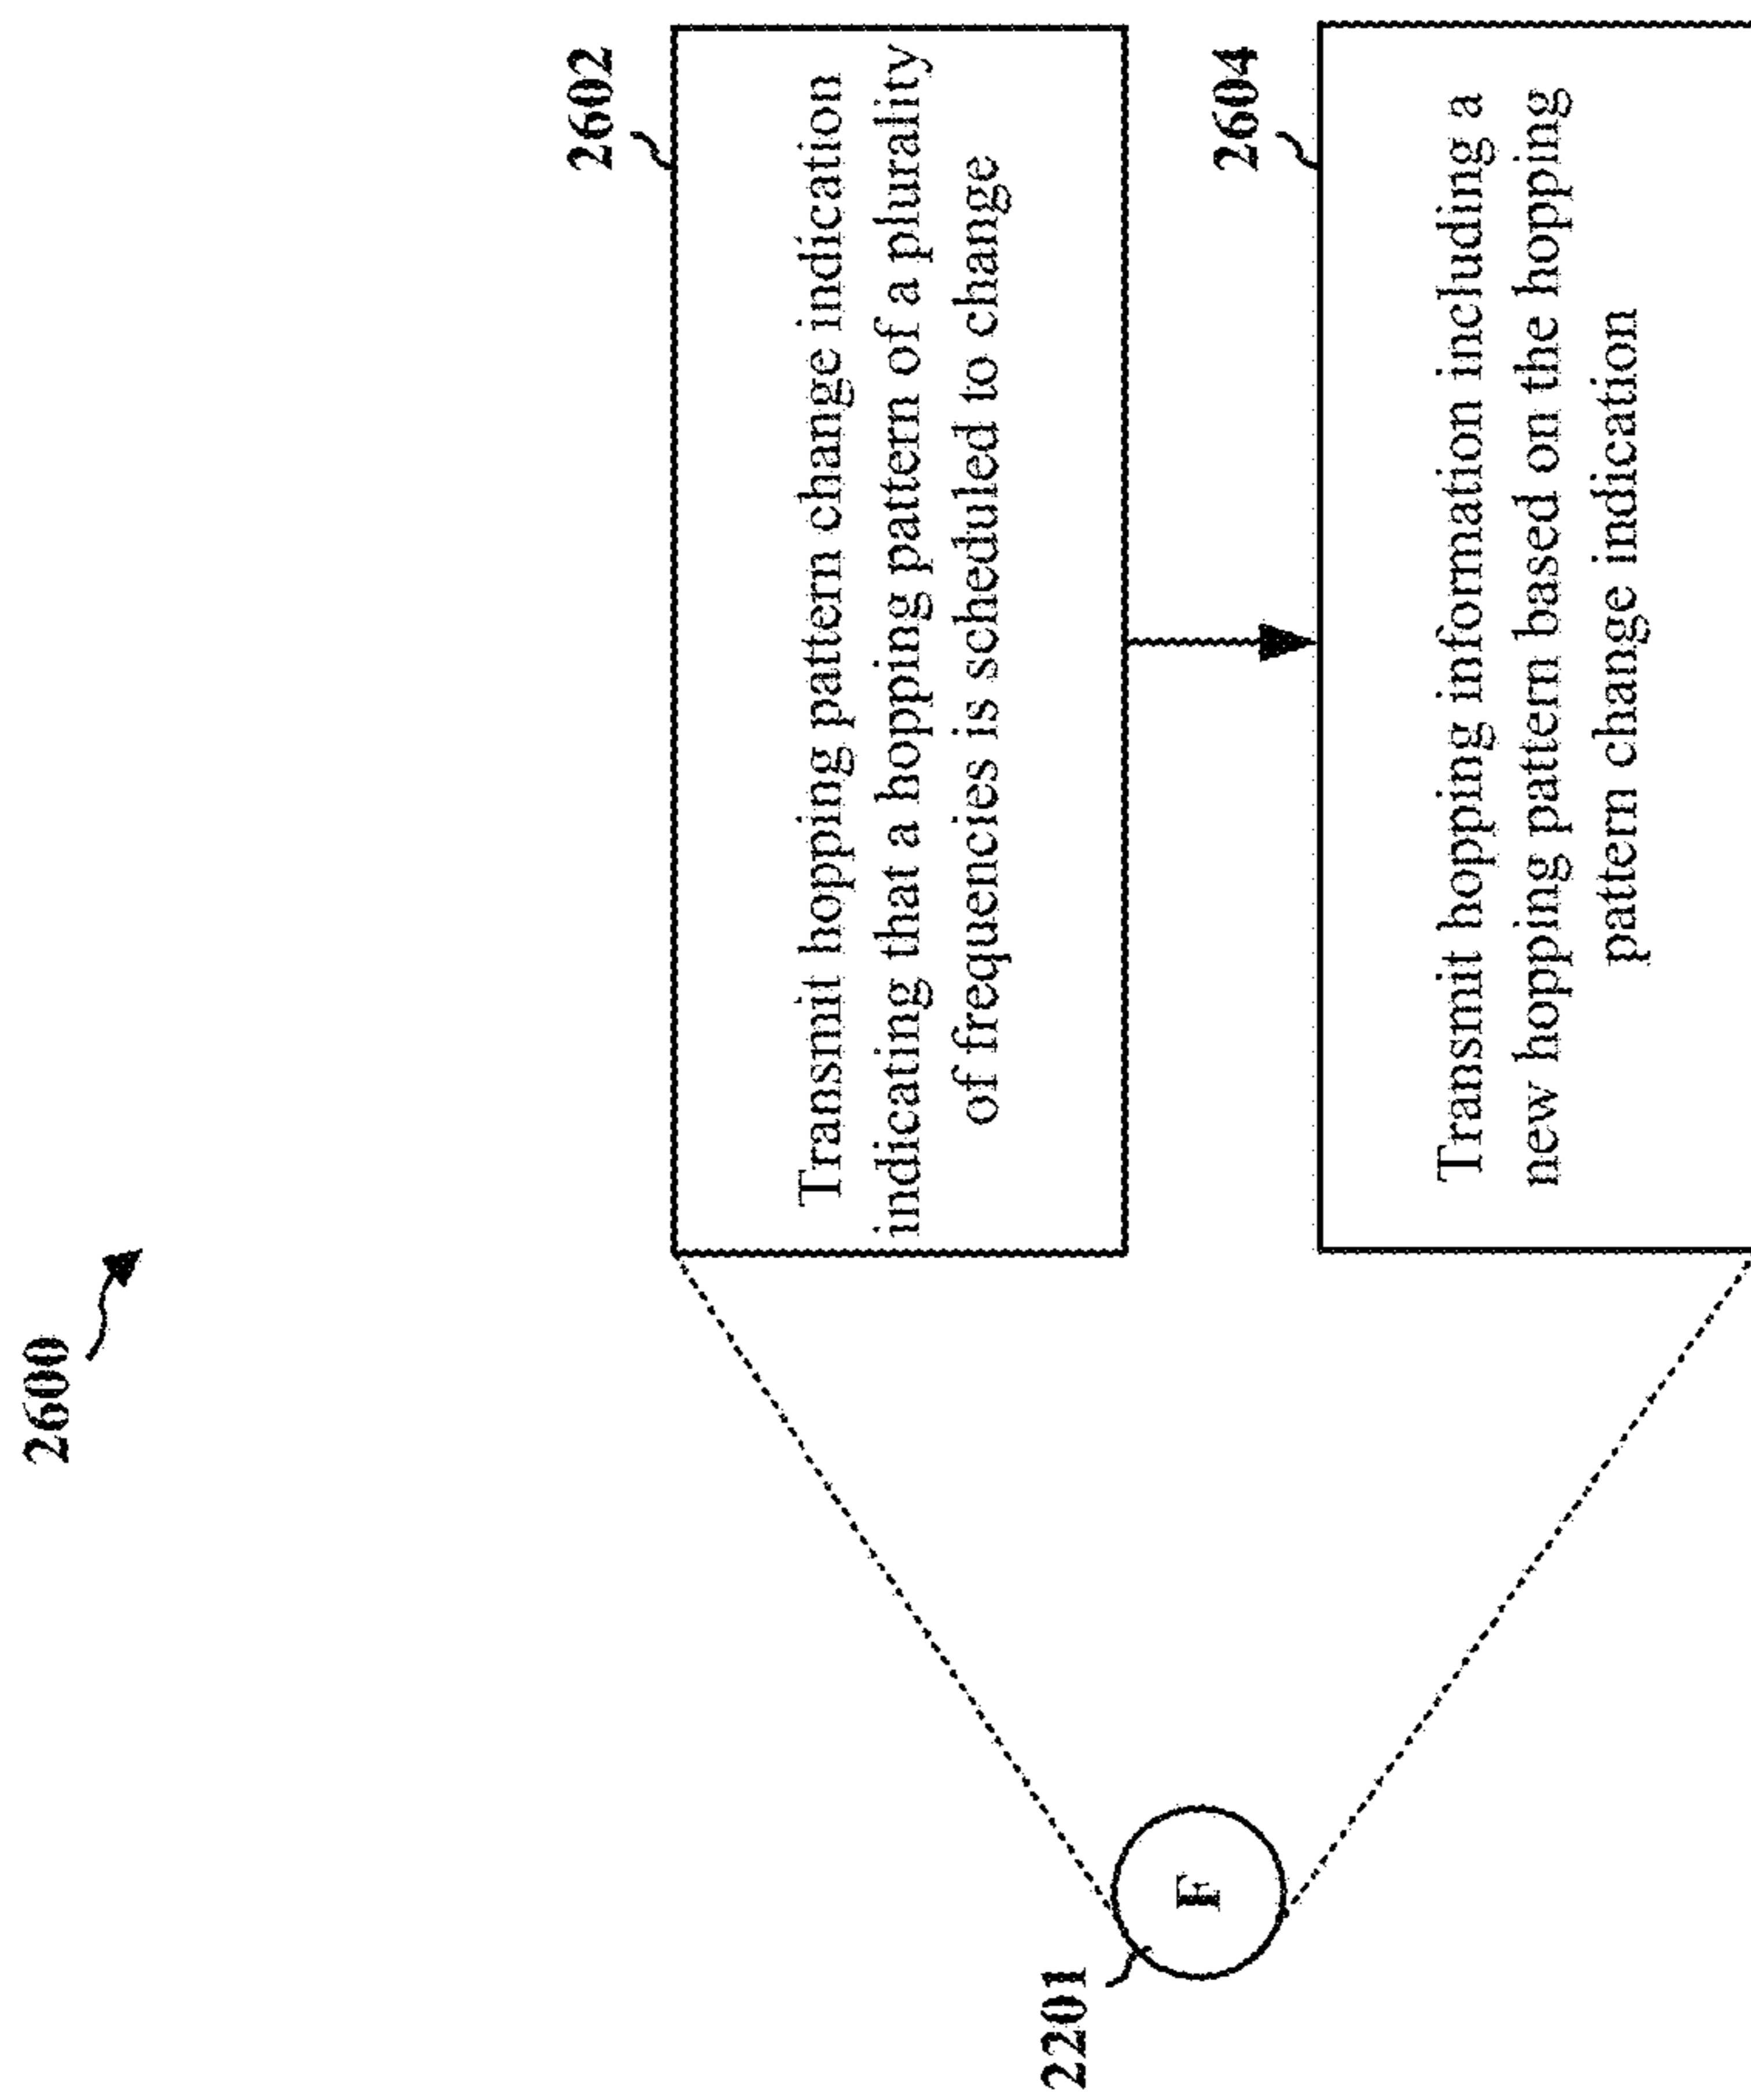 2600
2602
Transmit hopping pattern change indication
indicating that a hopping pattern of a plurality
of frequencies is scheduled to change
2604
Transmit hopping information including a
new hopping pattern based on the hopping
pattern change indication
2201
F